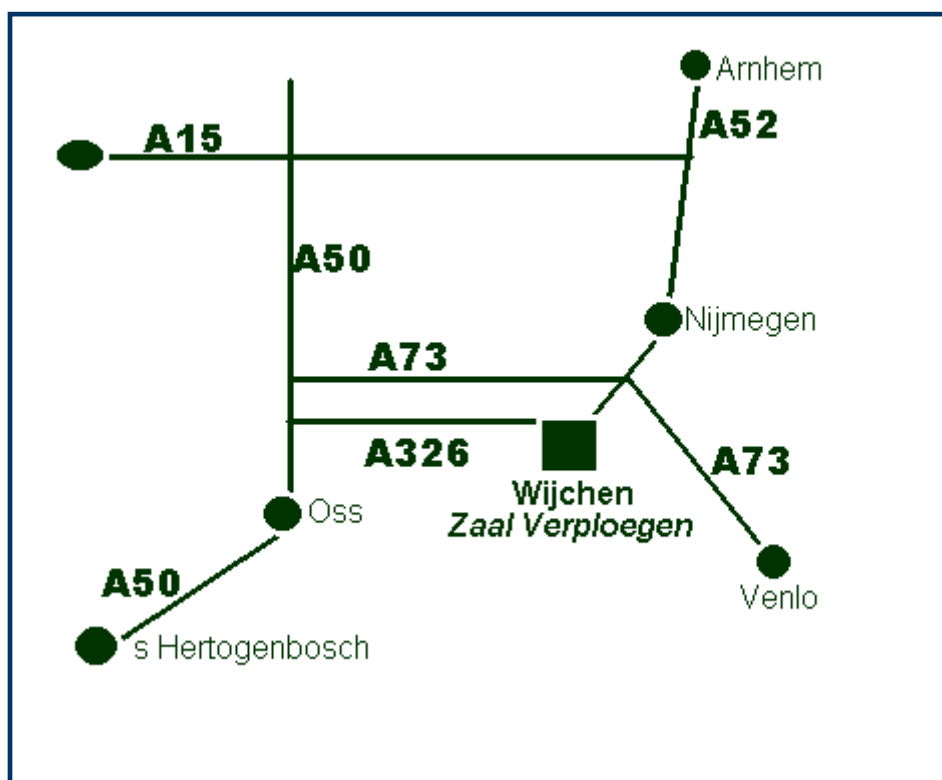 Arnhem
A52
A15
A50
Nijmegen
A73
A326
A73
Wijchen
Zaal Verploegen
Oss
A50
Venlo
s Hertogenbosch